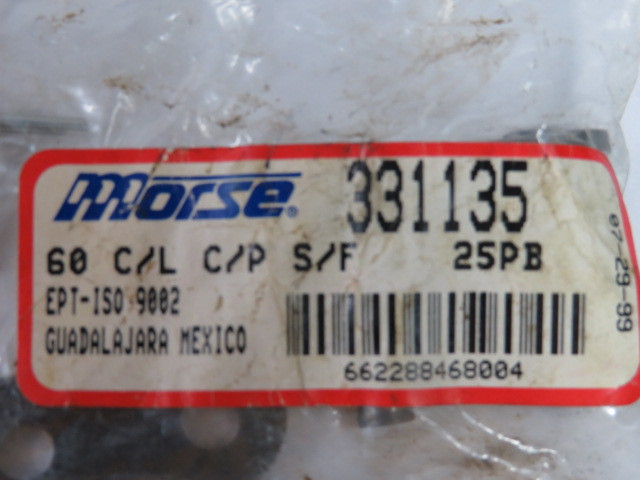 morse® 331135
60 C/L C/P S/F 25PB
EPT-ISO 9002
GUADALAJARA MEXICO
662288468004
07-29-99